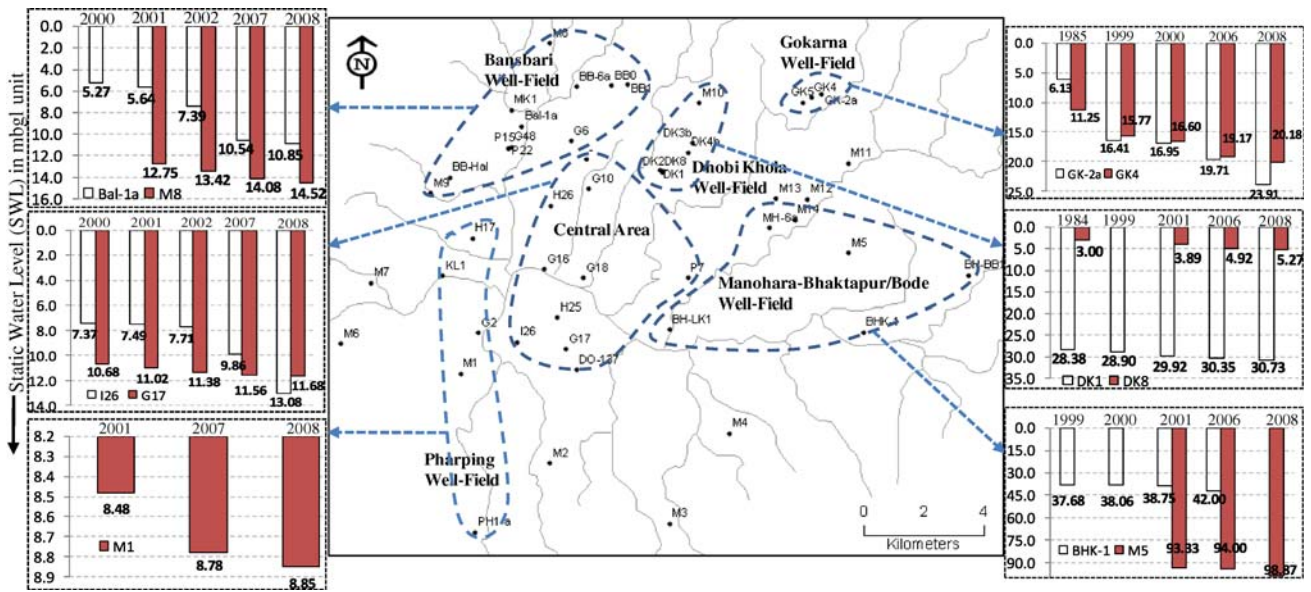 Static Water Level (SWL) in mbgl unit
2000 2001 2002 2007 2008
0.0
2.0
4.0
6.0
8.0
10.0
12.0
14.0
16.0
5.27
5.64
7.39
10.54
10.85
12.75
13.42
14.08
14.52
Bal-1a M8
2000 2001 2002 2007 2008
0.0
2.0
4.0
6.0
8.0
10.0
12.0
14.0
7.37
7.49
7.71
9.86
13.08
10.68
11.02
11.38
11.56
11.68
I26 G17
2001 2007 2008
8.2
8.3
8.4
8.5
8.6
8.7
8.8
8.9
8.48
8.78
8.85
M1
N
Bansbari
Well-Field
BB-6a
BB0
BB1
MK1
Bal-1a
P15
G48
P22
G6
BB-Hal
M9
Gokarna
Well-Field
GK5
GK4
GK-2a
M10
DK3b
DK4b
DK2
DK8
DK1
Dhobi Khola
Well-Field
M11
M13
M12
M14
MH-6a
M5
G10
H26
Central Area
H17
KL1
G16
G18
P7
M7
Manohara-Bhaktapur/Bode
Well-Field
BH-BB1
BH-LK1
BHK-1
H25
G2
I26
G17
DO-137
M6
M1
M4
M2
Pharping
Well-Field
PH1-a
M3
0 2 4
Kilometers
1985 1999 2000 2006 2008
0.0
5.0
10.0
15.0
20.0
25.0
6.13
16.41
16.95
19.71
23.91
11.25
15.77
16.60
19.17
20.18
GK-2a GK4
1984 1999 2001 2006 2008
0.0
5.0
10.0
15.0
20.0
25.0
30.0
35.0
3.00
3.89
4.92
5.27
28.38
28.90
29.92
30.35
30.73
DK1 DK8
1999 2000 2001 2006 2008
0.0
15.0
30.0
45.0
60.0
75.0
90.0
37.68
38.06
38.75
42.00
93.33
94.00
98.87
BHK-1 M5